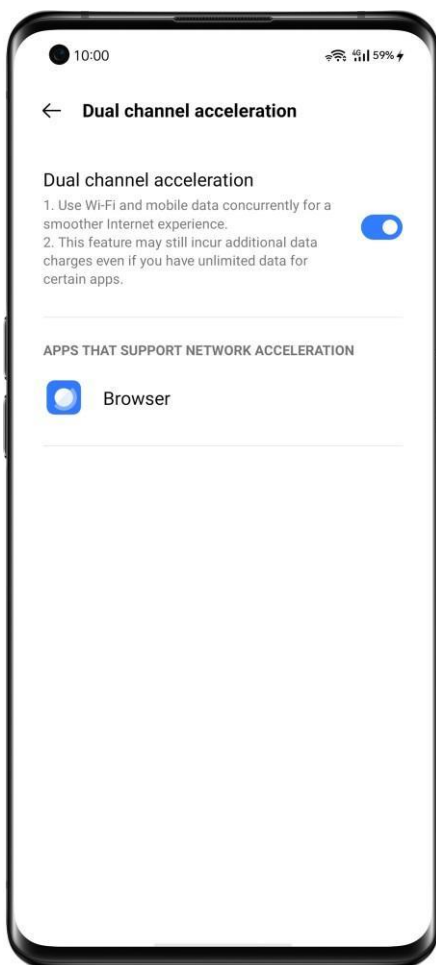 10:00 4G 59%
Dual channel acceleration
Dual channel acceleration
1. Use Wi-Fi and mobile data concurrently for a
smoother Internet experience.
2. This feature may still incur additional data
charges even if you have unlimited data for
certain apps.
APPS THAT SUPPORT NETWORK ACCELERATION
Browser